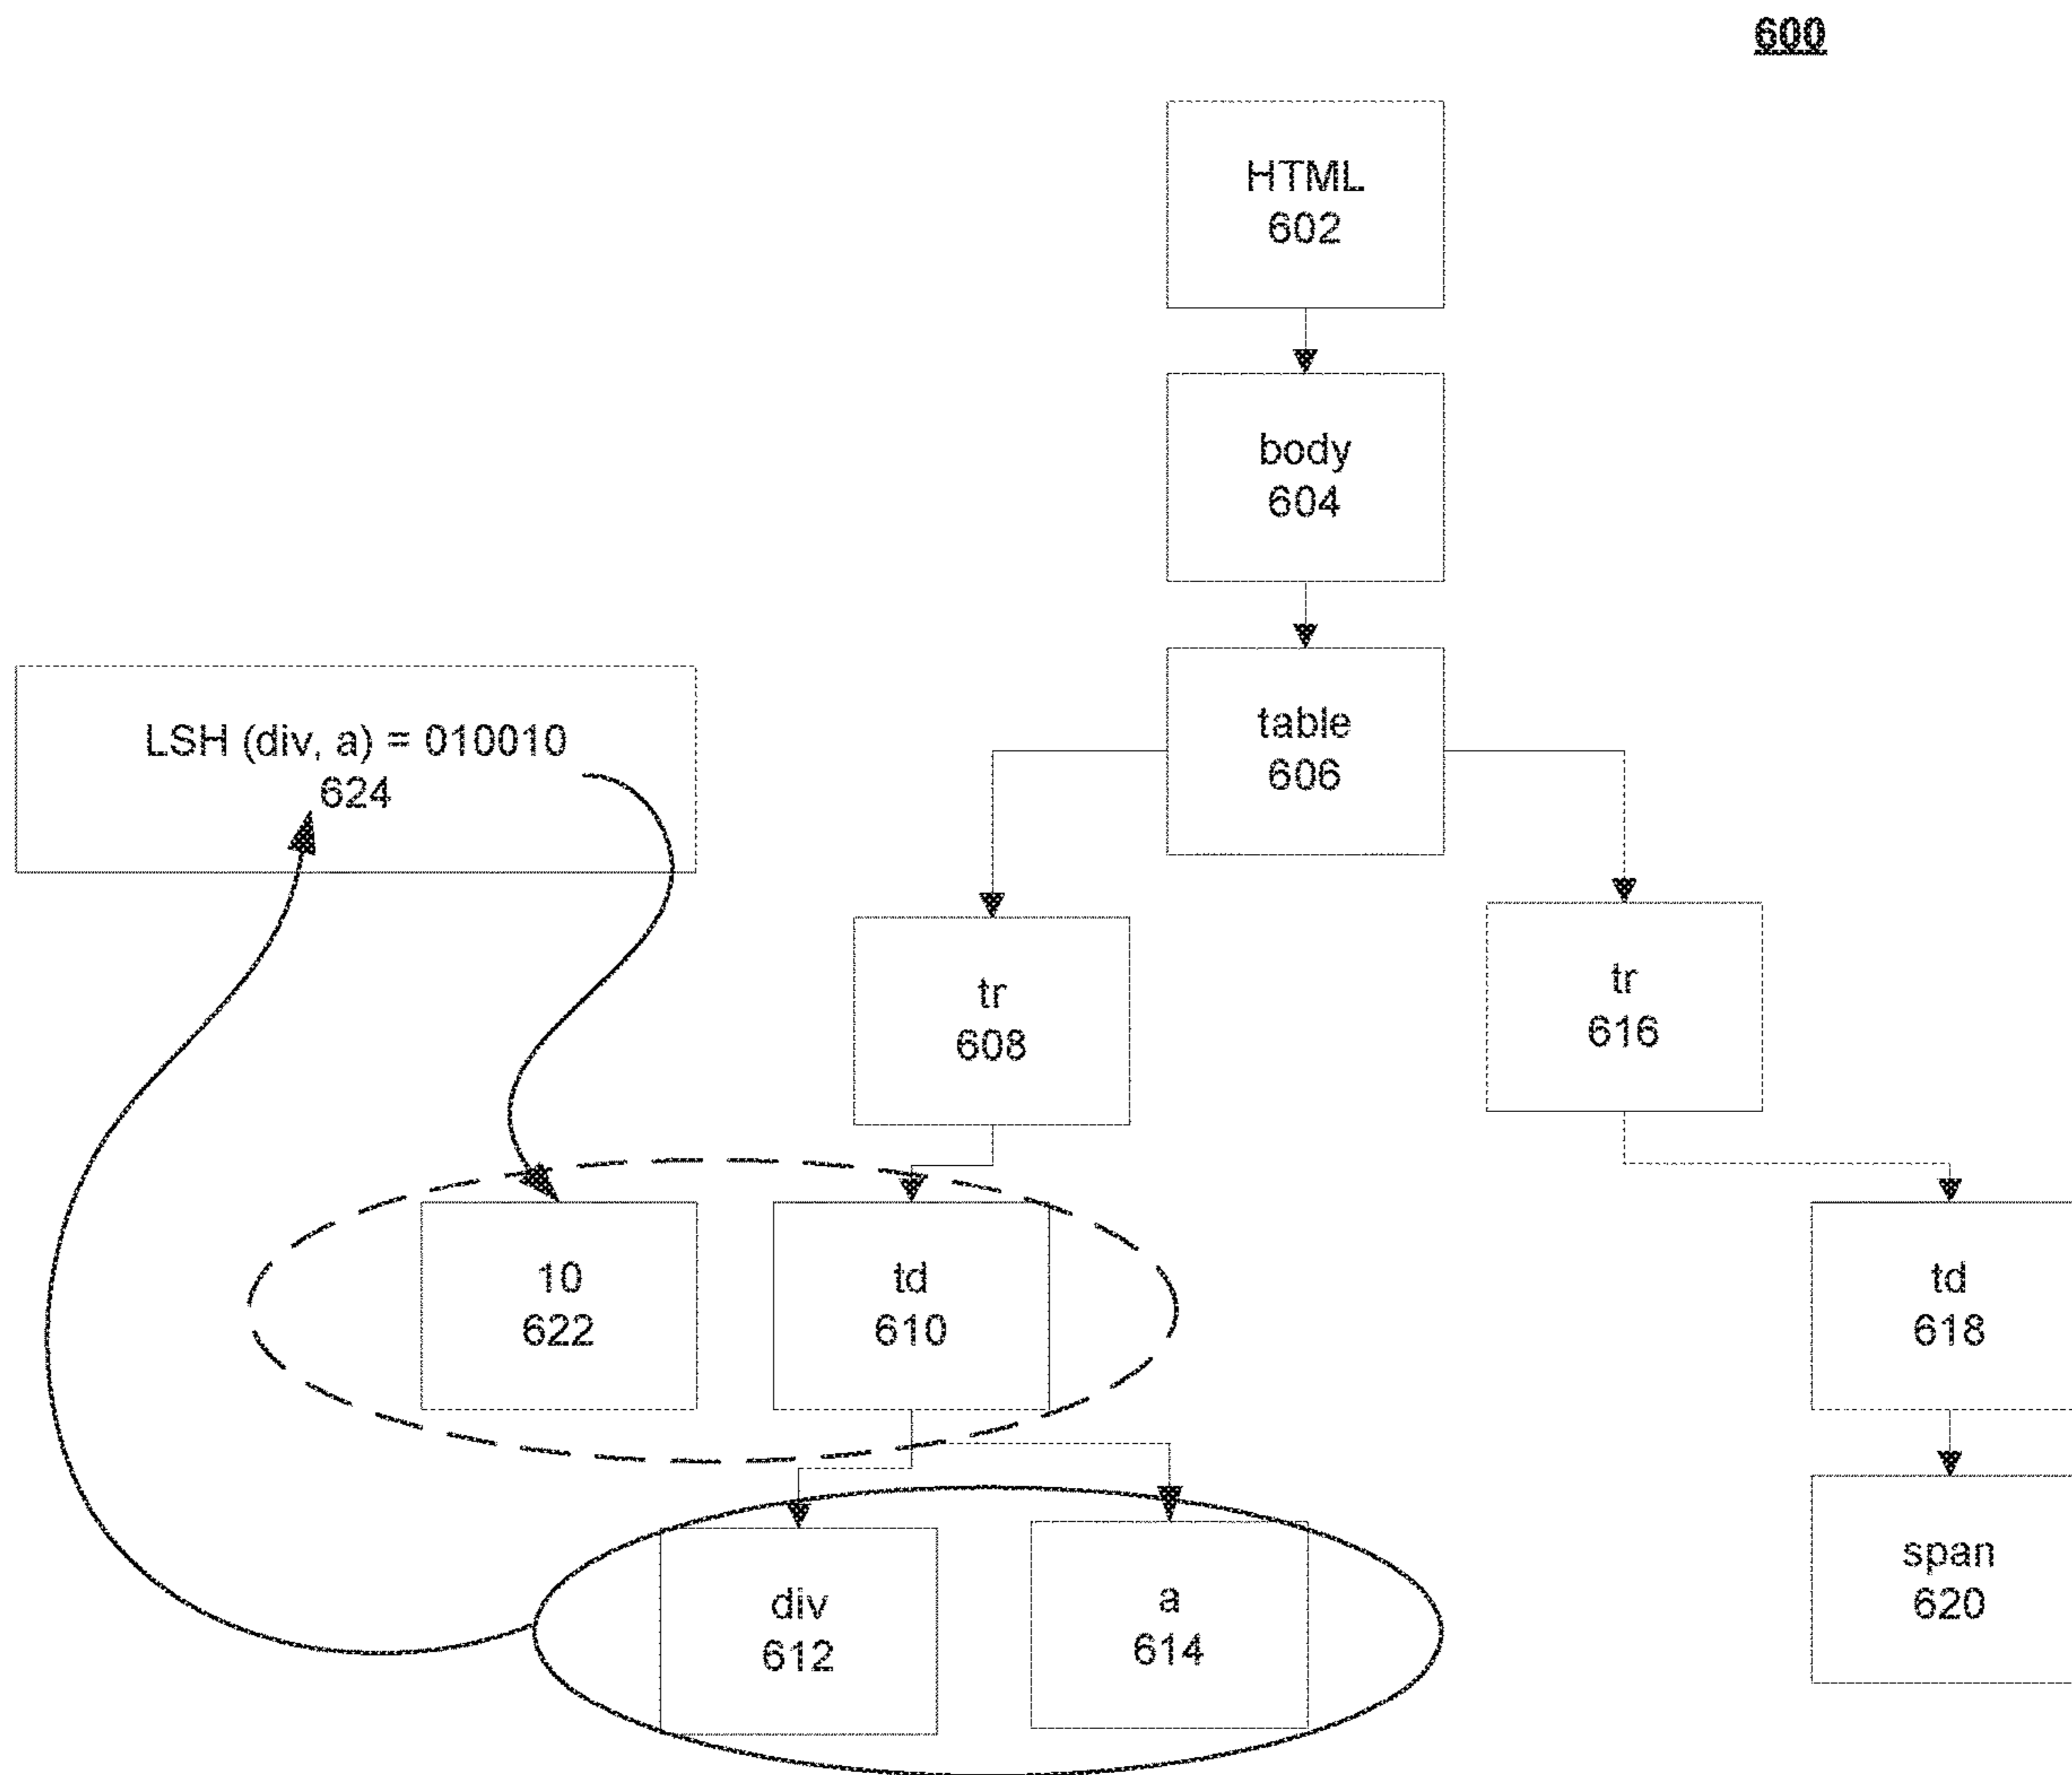 600
HTML
602
body
604
table
606
LSH (div, a) = 010010
624
tr
608
tr
616
10
622
td
610
td
618
div
612
a
614
span
620